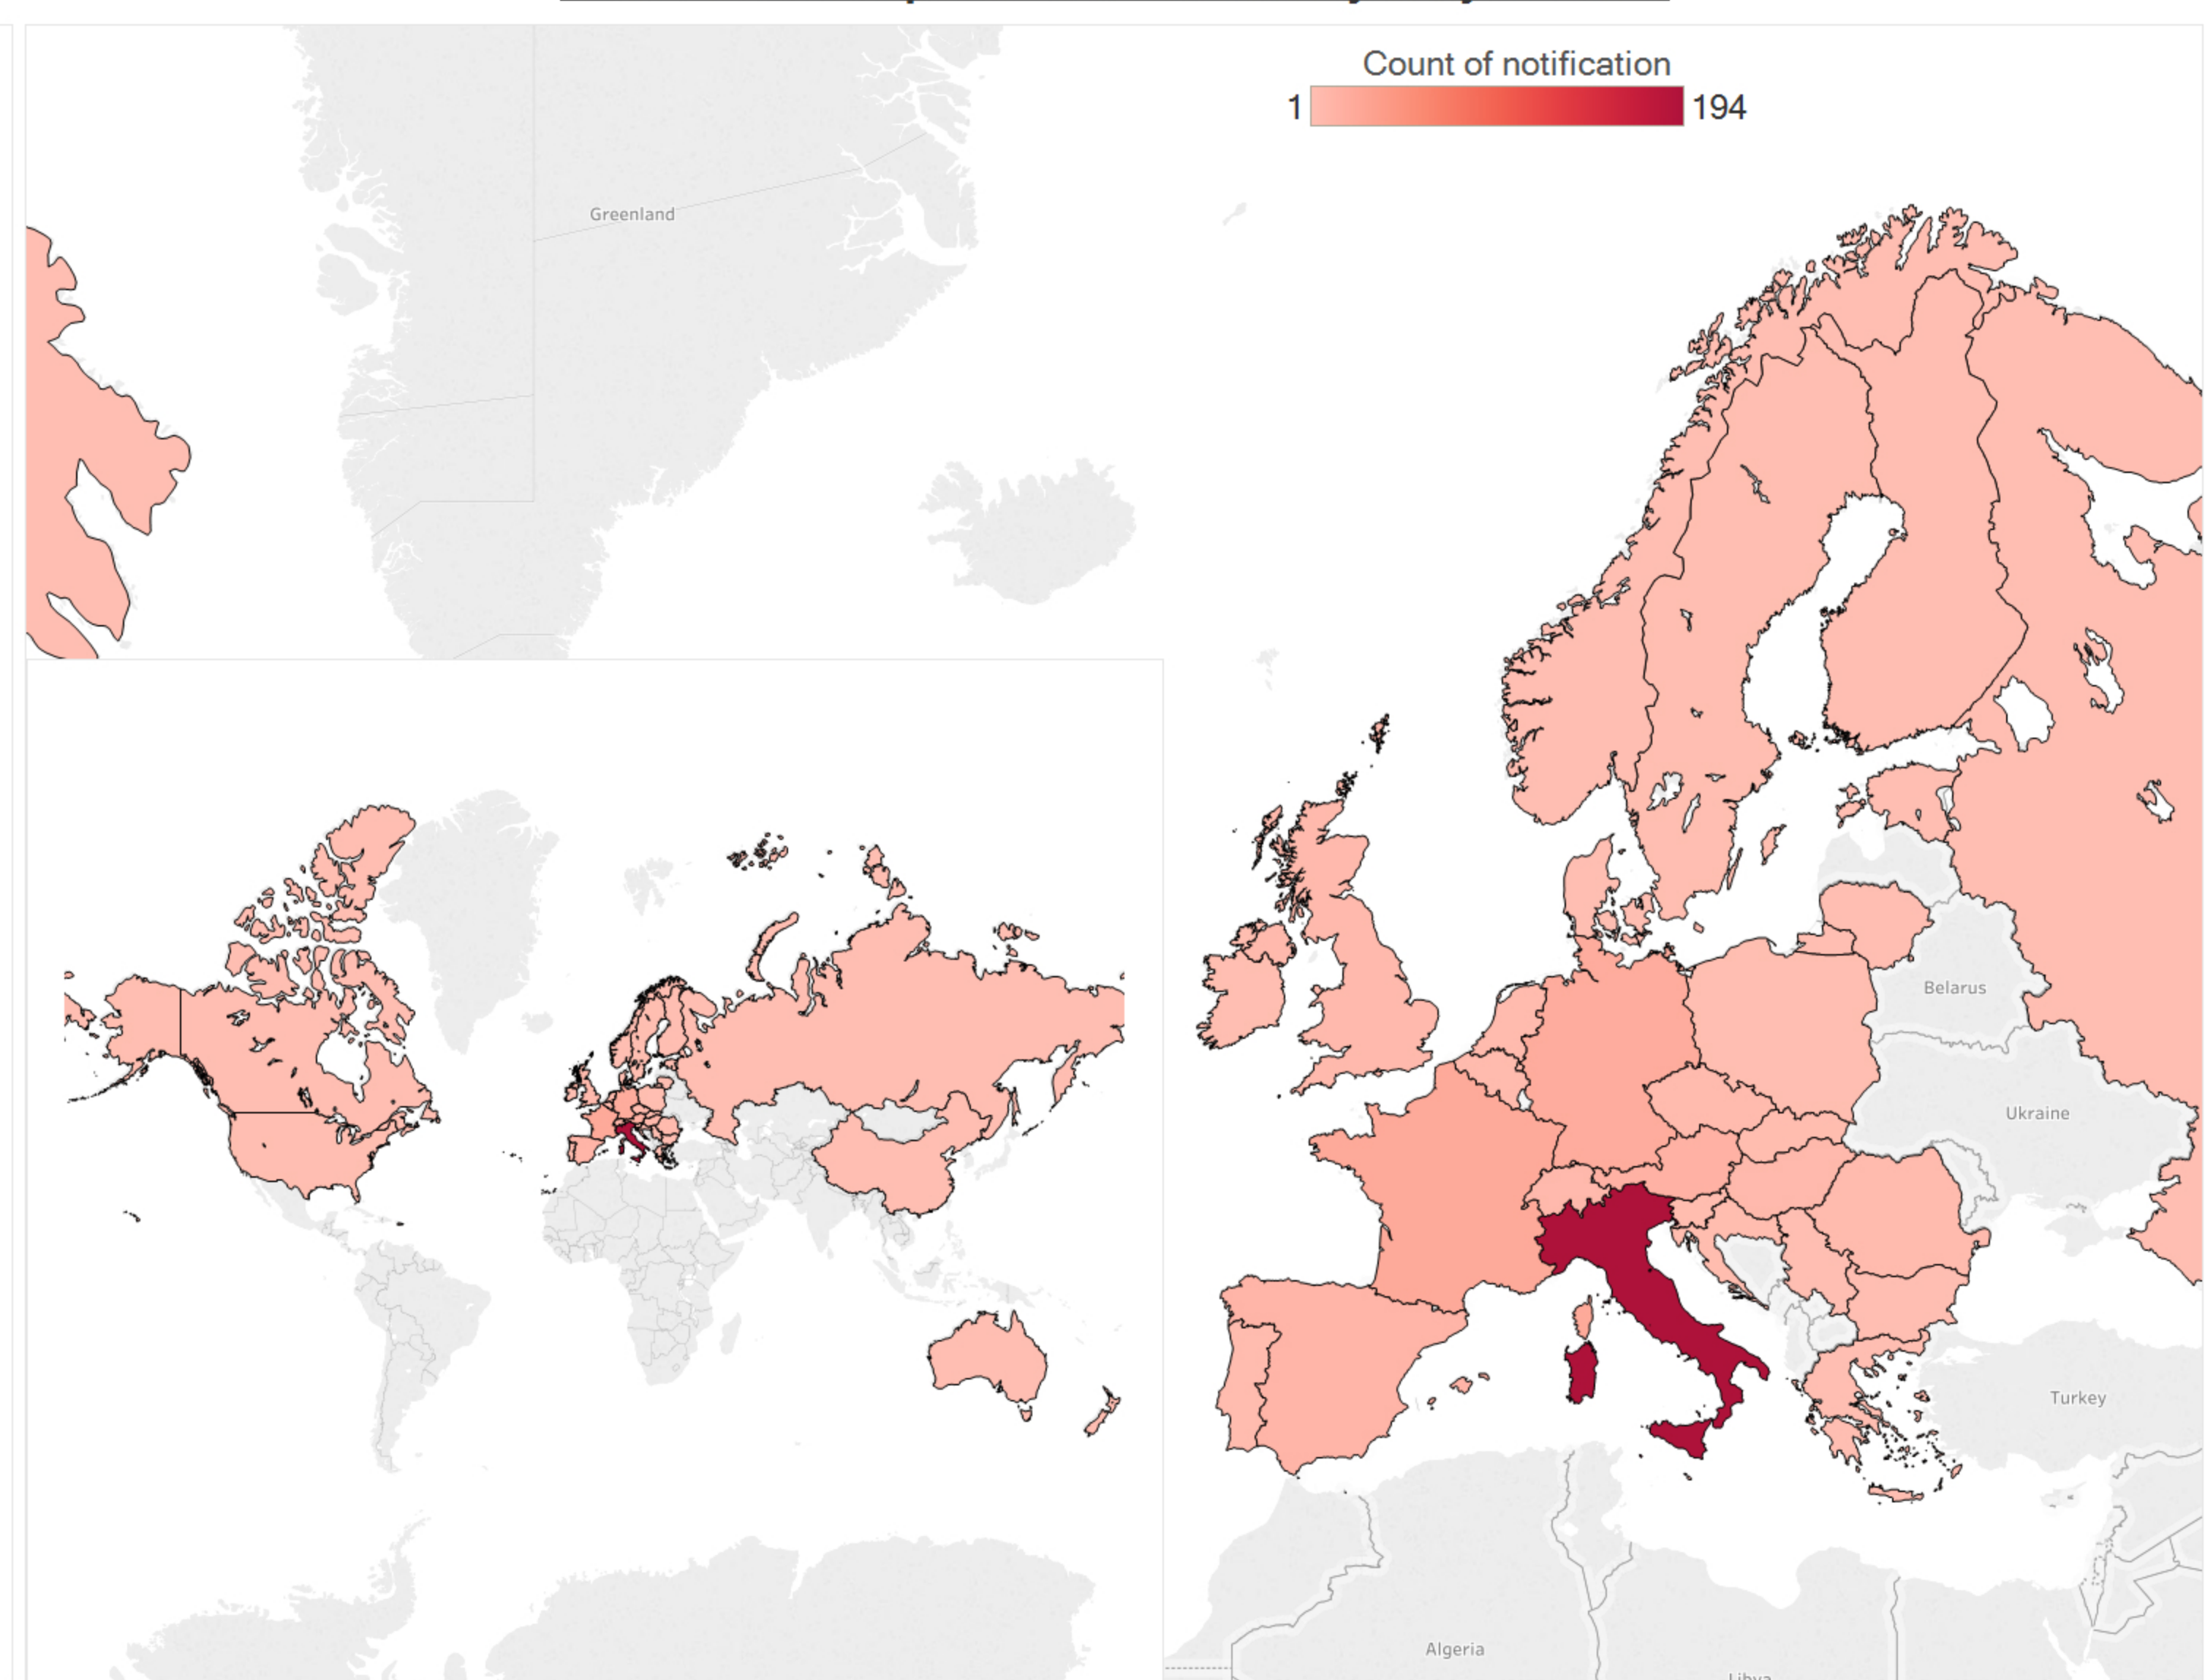 Count of notification
1 194
Greenland
Belarus
Ukraine
Turkey
Algeria